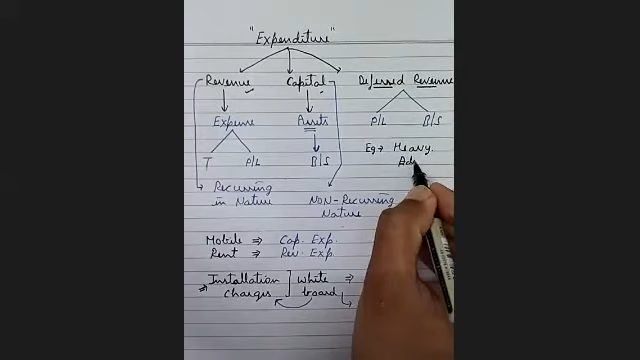 "Expenditure"
Revenue Capital Deferred Revenue
Expense Assets P/L B/S
T P/L B/S Eg → Heavy
Ad
Recurring
in Nature
NON-Recurring
Nature
Mobile ⇒ Cap. Exp.
Rent ⇒ Rev. Exp.
⇒ Installation ] white ⇒
charges board